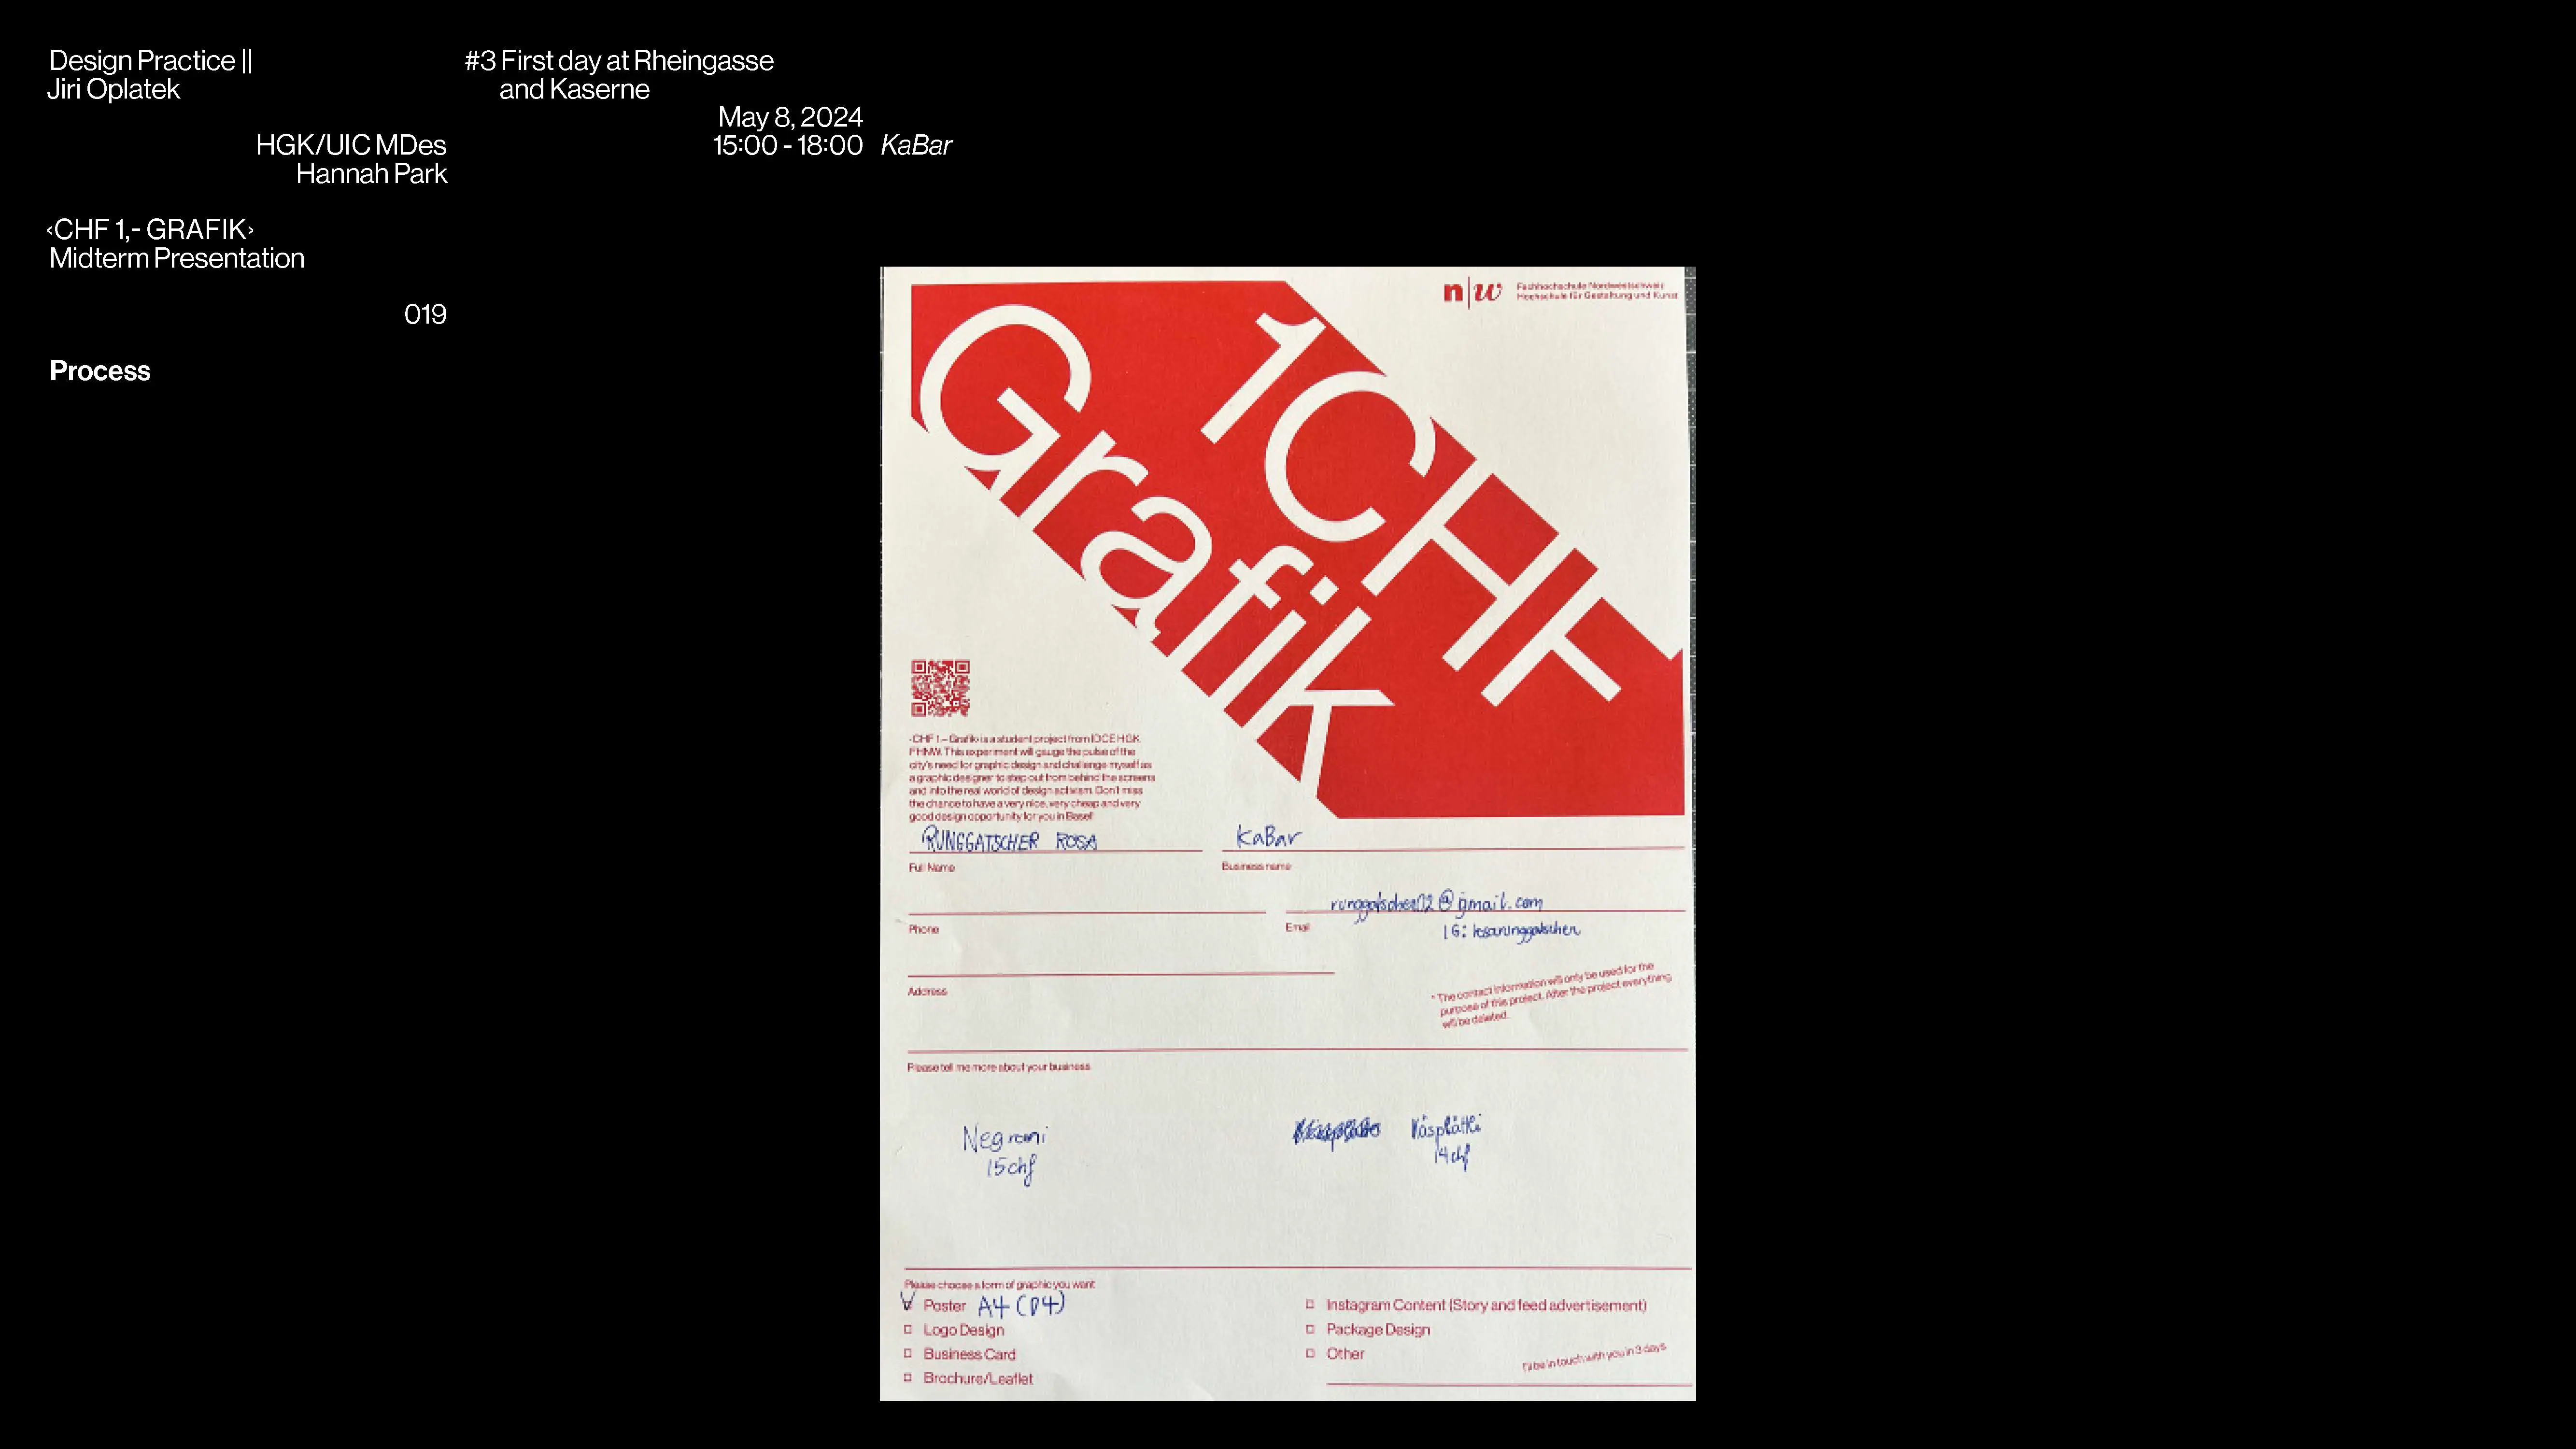 Design Practice ||
Jiri Oplatek
HGK/UIC MDes
Hannah Park
‹CHF 1,- GRAFIK›
Midterm Presentation
019
Process
#3 First day at Rheingasse
and Kaserne
May 8, 2024
15:00 - 18:00 KaBar
n|w
Fachhochschule Nordwestschweiz
Hochschule für Gestaltung und Kunst
1CHF
Grafik
‹CHF 1.– Grafik› is a student project from IDCE HGK
FHNW. This experiment will gauge the pulse of the
city's need for graphic design and challenge myself as
a graphic designer to step out from behind the screens
and into the real world of design activism. Don't miss
the chance to have a very nice, very cheap and very
good design opportunity for you in Basel!
RUNGGATSCHER ROSA
KaBar
Full Name
Business name
@gmail.com
Phone
Email
IG:
Address
* The contact information will only be used for the
purpose of this project. After the project everything
will be deleted.
Please tell me more about your business
Negroni
15chf
Käsplättli
14chf
Please choose a form of graphic you want
Poster A4 (D4)
Logo Design
Business Card
Brochure/Leaflet
Instagram Content (Story and feed advertisement)
Package Design
Other
I'll be in touch with you in 3 days